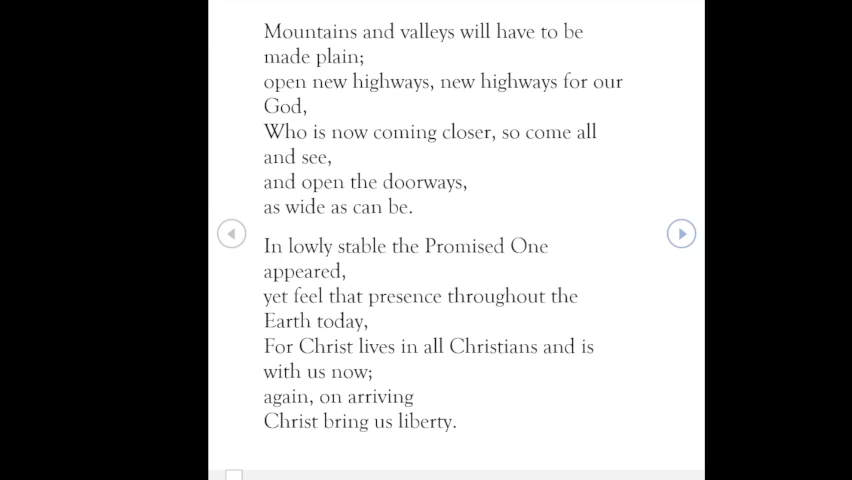 Mountains and valleys will have to be
made plain;
open new highways, new highways for our
God,
Who is now coming closer, so come all
and see,
and open the doorways,
as wide as can be.
In lowly stable the Promised One
appeared,
yet feel that presence throughout the
Earth today,
For Christ lives in all Christians and is
with us now;
again, on arriving
Christ bring us liberty.